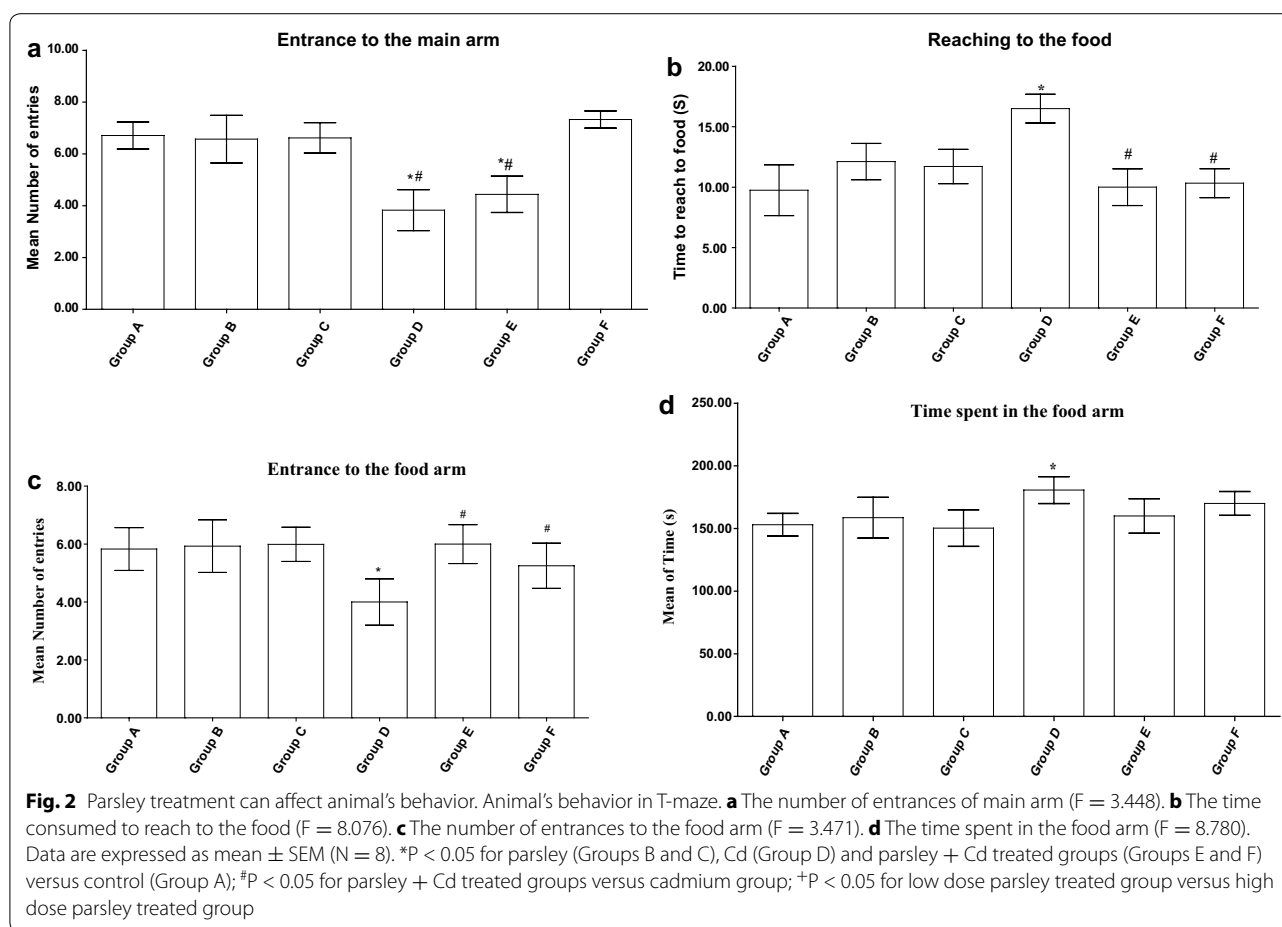 a
Entrance to the main arm
10.00
8.00
6.00
4.00
2.00
0.00
Mean Number of entries
*#
*#
Group A
Group B
Group C
Group D
Group E
Group F
b
Reaching to the food
20.00
15.00
10.00
5.00
0.00
Time to reach to food (S)
*
#
#
Group A
Group B
Group C
Group D
Group E
Group F
c
Entrance to the food arm
8.00
6.00
4.00
2.00
0.00
Mean Number of entries
*
#
#
Group A
Group B
Group C
Group D
Group E
Group F
d
Time spent in the food arm
250.00
200.00
150.00
100.00
50.00
0.00
Mean of Time (s)
*
Group A
Group B
Group C
Group D
Group E
Group F
Fig. 2 Parsley treatment can affect animal's behavior. Animal's behavior in T-maze. a The number of entrances of main arm (F = 3.448). b The time
consumed to reach to the food (F = 8.076). c The number of entrances to the food arm (F = 3.471). d The time spent in the food arm (F = 8.780).
Data are expressed as mean ± SEM (N = 8). *P < 0.05 for parsley (Groups B and C), Cd (Group D) and parsley + Cd treated groups (Groups E and F)
versus control (Group A); #P < 0.05 for parsley + Cd treated groups versus cadmium group; +P < 0.05 for low dose parsley treated group versus high
dose parsley treated group